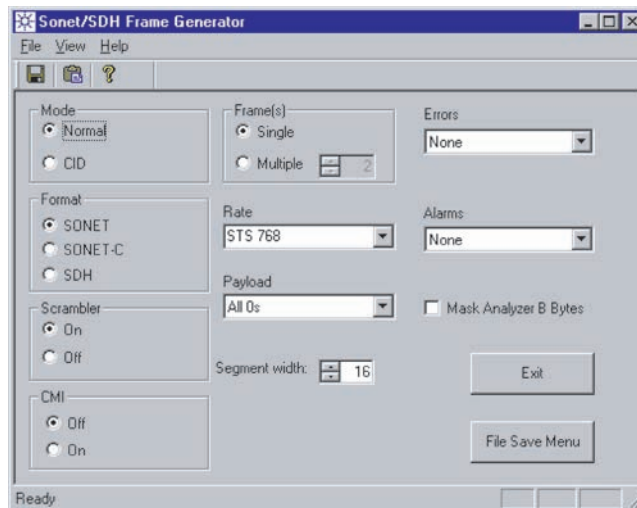 Sonet/SDH Frame Generator
File View Help
Mode
Normal
CID
Format
SONET
SONET-C
SDH
Scrambler
On
Off
CMI
Off
On
Frame(s)
Single
Multiple 2
Rate
STS 768
Payload
All 0s
Segment width: 16
Errors
None
Alarms
None
Mask Analyzer B Bytes
Exit
File Save Menu
Ready